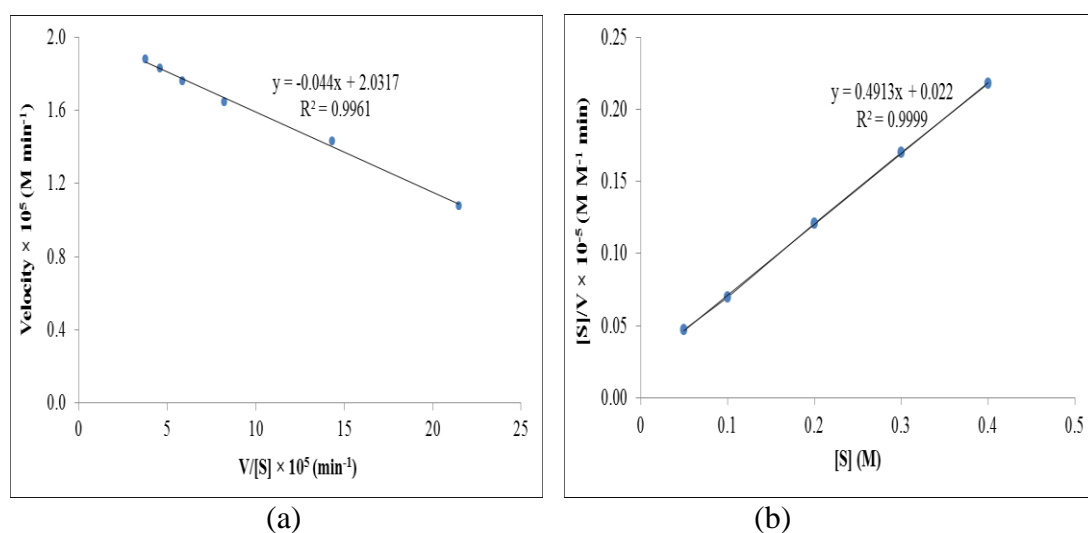 2.0
1.6
1.2
0.8
0.4
0.0
Velocity × 10⁵ (M min⁻¹)
y = -0.044x + 2.0317
R² = 0.9961
0
5
10
15
20
25
V/[S] × 10⁵ (min⁻¹)
(a)
0.25
0.20
0.15
0.10
0.05
0.00
[S]/V × 10⁻⁵ (M M⁻¹ min)
y = 0.4913x + 0.022
R² = 0.9999
0
0.1
0.2
0.3
0.4
0.5
[S] (M)
(b)